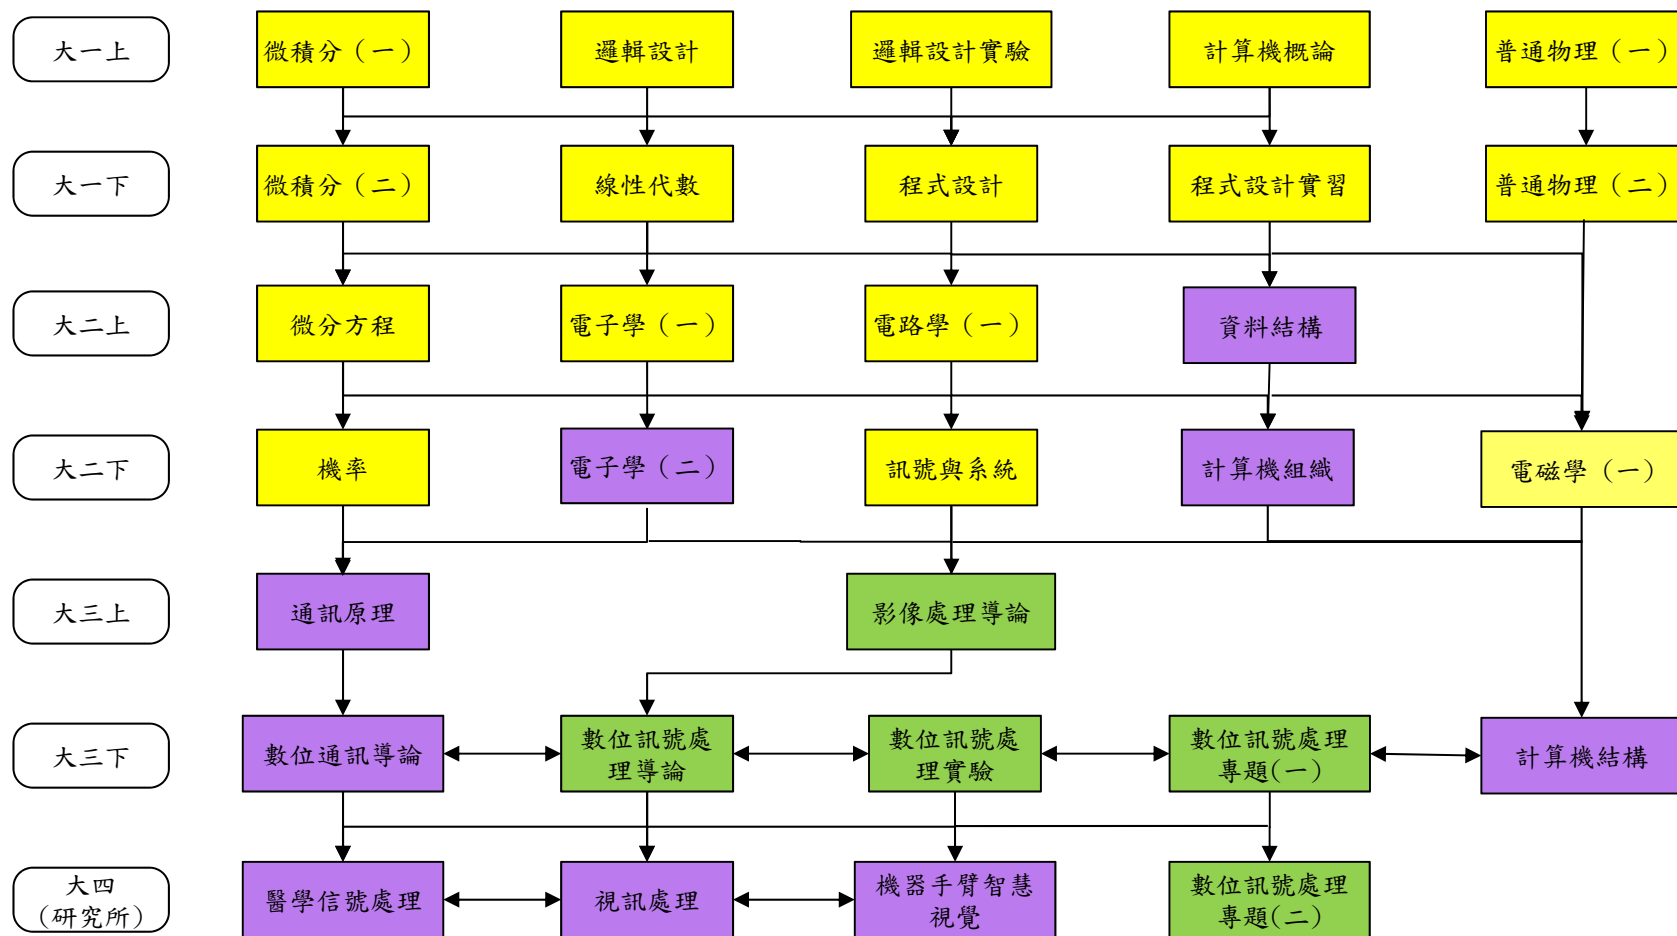 大一上
微積分（一）
邏輯設計
邏輯設計實驗
計算機概論
普通物理（一）
大一下
微積分（二）
線性代數
程式設計
程式設計實習
普通物理（二）
大二上
微分方程
電子學（一）
電路學（一）
資料結構
大二下
機率
電子學（二）
訊號與系統
計算機組織
電磁學（一）
大三上
通訊原理
影像處理導論
大三下
數位通訊導論
數位訊號處
理導論
數位訊號處
理實驗
數位訊號處理
專題(一)
計算機結構
大四
(研究所)
醫學信號處理
視訊處理
機器手臂智慧
視覺
數位訊號處理
專題(二)